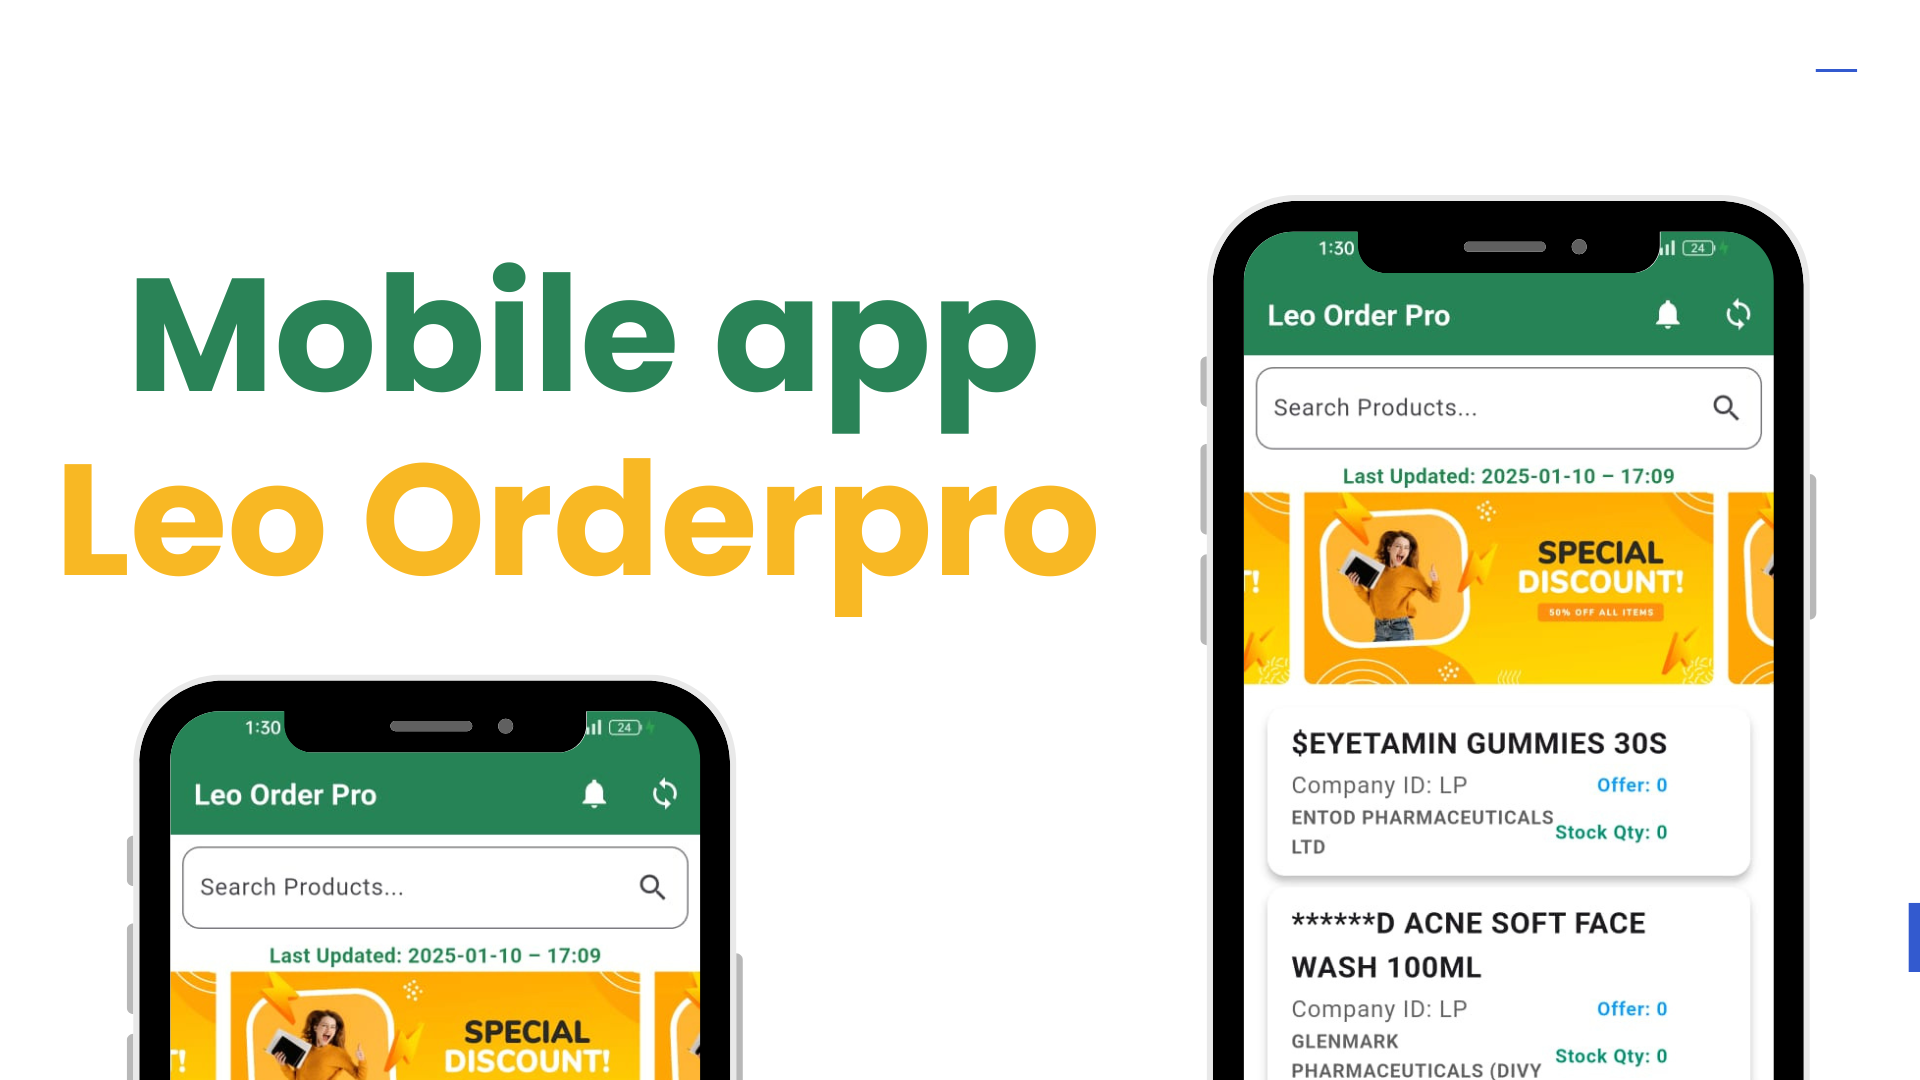 Mobile app
Leo Orderpro
1:30
24
Leo Order Pro
Search Products...
Last Updated: 2025-01-10 – 17:09
T!
SPECIAL
DISCOUNT!
50% OFF ALL ITEMS
$EYETAMIN GUMMIES 30S
Company ID: LP
Offer: 0
ENTOD PHARMACEUTICALS
LTD
Stock Qty: 0
******D ACNE SOFT FACE
WASH 100ML
Company ID: LP
Offer: 0
GLENMARK
PHARMACEUTICALS (DIVY
Stock Qty: 0
1:30
24
Leo Order Pro
Search Products...
Last Updated: 2025-01-10 – 17:09
T!
SPECIAL
DISCOUNT!